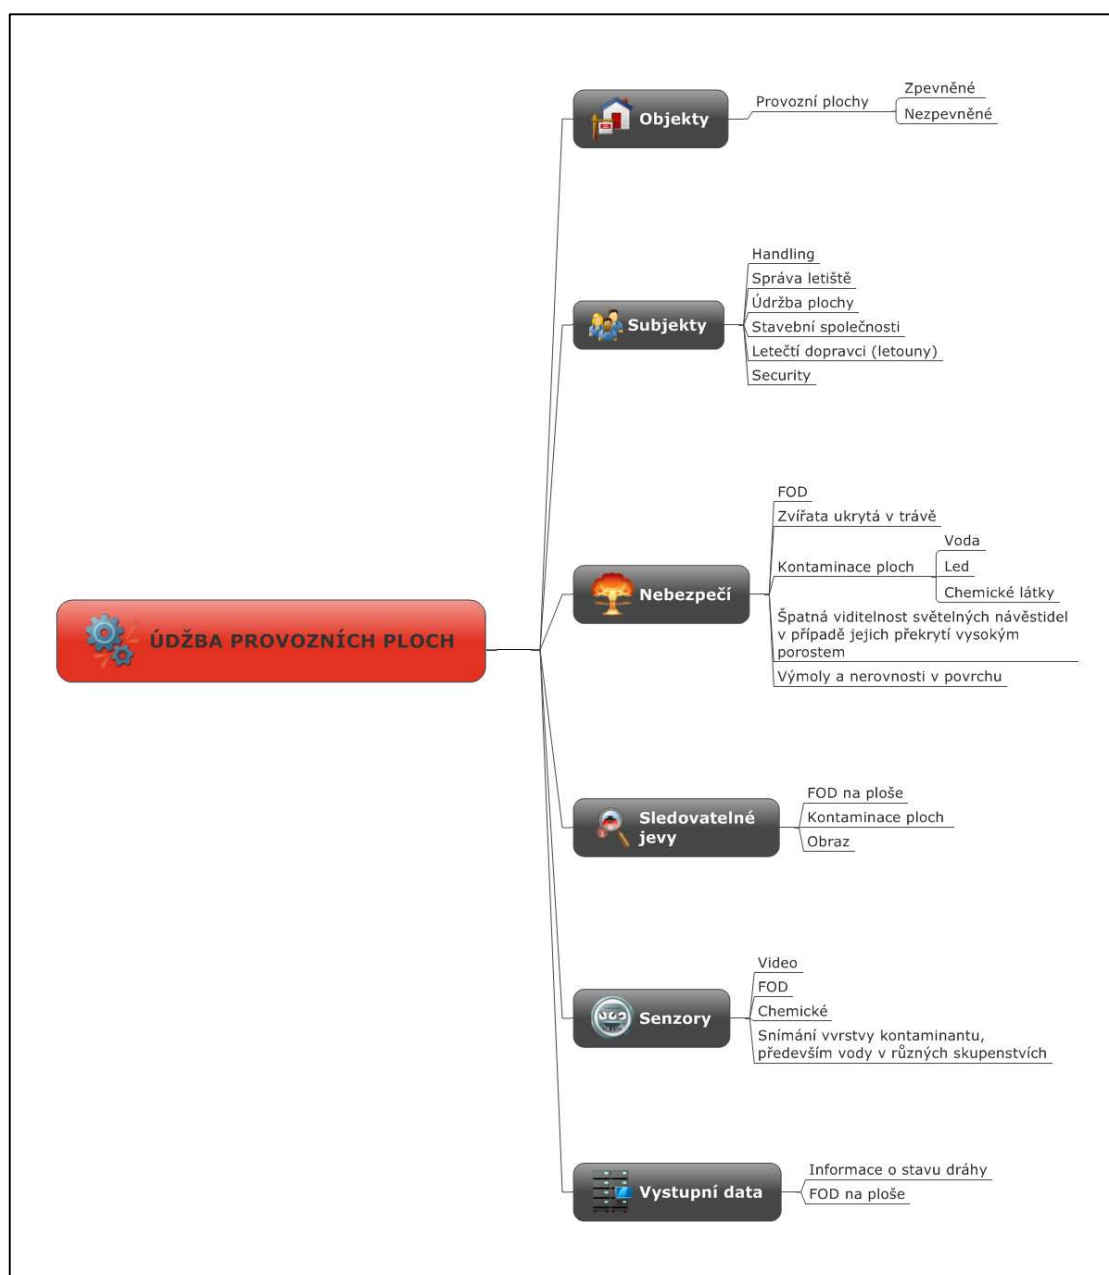 Objekty
Provozní plochy
Zpevněné
Nezpevněné
Subjekty
Handling
Správa letiště
Údržba plochy
Stavební společnosti
Letečtí dopravci (letouny)
Security
ÚDŽBA PROVOZNÍCH PLOCH
Nebezpečí
FOD
Zvířata ukrytá v trávě
Kontaminace ploch
Voda
Led
Chemické látky
Špatná viditelnost světelných návěstidel
v případě jejich překrytí vysokým
porostem
Výmoly a nerovnosti v povrchu
Sledovatelné
jevy
FOD na ploše
Kontaminace ploch
Obraz
Senzory
Video
FOD
Chemické
Snímání vvrstvy kontaminantu,
především vody v různých skupenstvích
Vystupní data
Informace o stavu dráhy
FOD na ploše